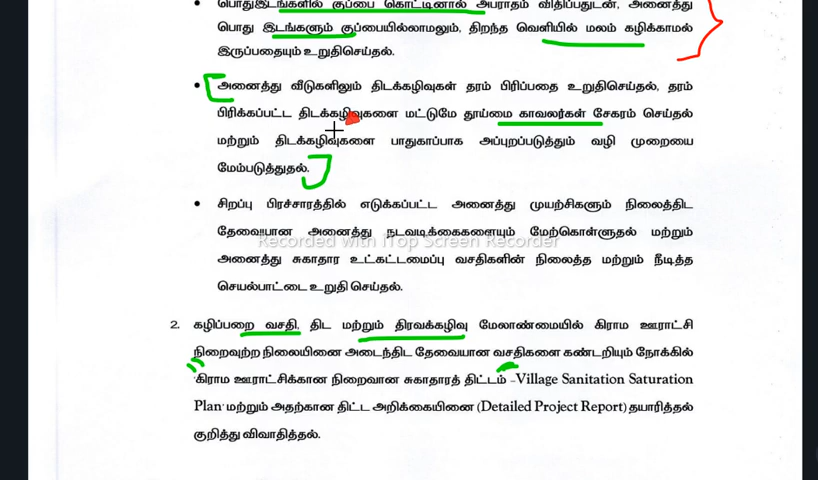 பொதுஇடங்களில் குப்பை கொட்டினால் அபராதம் விதிப்பதுடன், அனைத்து
பொது இடங்களும் குப்பையில்லாமலும், திறந்த வெளியில் மலம் கழிக்காமல்
இருப்பதையும் உறுதிசெய்தல்.
• அனைத்து வீடுகளிலும் திடக்கழிவுகள் தரம் பிரிப்பதை உறுதிசெய்தல், தரம்
பிரிக்கப்பட்ட திடக்கழிவுகளை மட்டுமே தூய்மை காவலர்கள் சேகரம் செய்தல்
மற்றும் திடக்கழிவுகளை பாதுகாப்பாக அப்புறப்படுத்தும் வழி முறையை
மேம்படுத்துதல்.
• சிறப்பு பிரச்சாரத்தில் எடுக்கப்பட்ட அனைத்து முயற்சிகளும் நிலைத்திட
தேவையான அனைத்து நடவடிக்கைகளையும் மேற்கொள்ளுதல் மற்றும்
Recorded with iTop Screen Recorder
அனைத்து சுகாதார உட்கட்டமைப்பு வசதிகளின் நிலைத்த மற்றும் நீடித்த
செயல்பாட்டை உறுதி செய்தல்.
2. கழிப்பறை வசதி, திட மற்றும் திரவக்கழிவு மேலாண்மையில் கிராம ஊராட்சி
நிறைவுற்ற நிலையினை அடைந்திட தேவையான வசதிகளை கண்டறியும் நோக்கில்
'கிராம ஊராட்சிக்கான நிறைவான சுகாதாரத் திட்டம் -Village Sanitation Saturation
Plan' மற்றும் அதற்கான திட்ட அறிக்கையினை (Detailed Project Report) தயாரித்தல்
குறித்து விவாதித்தல்.